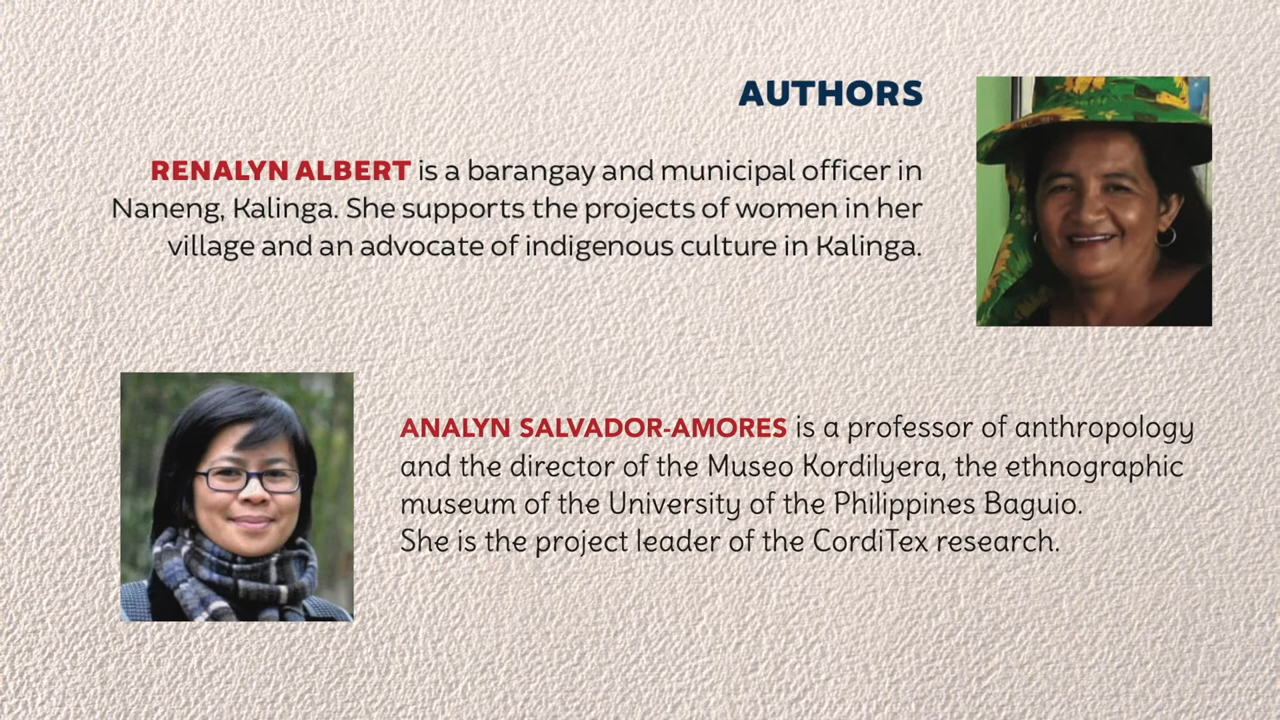 AUTHORS
RENALYN ALBERT is a barangay and municipal officer in
Naneng, Kalinga. She supports the projects of women in her
village and an advocate of indigenous culture in Kalinga.
ANALYN SALVADOR-AMORES is a professor of anthropology
and the director of the Museo Kordilyera, the ethnographic
museum of the University of the Philippines Baguio.
She is the project leader of the CordiTex research.